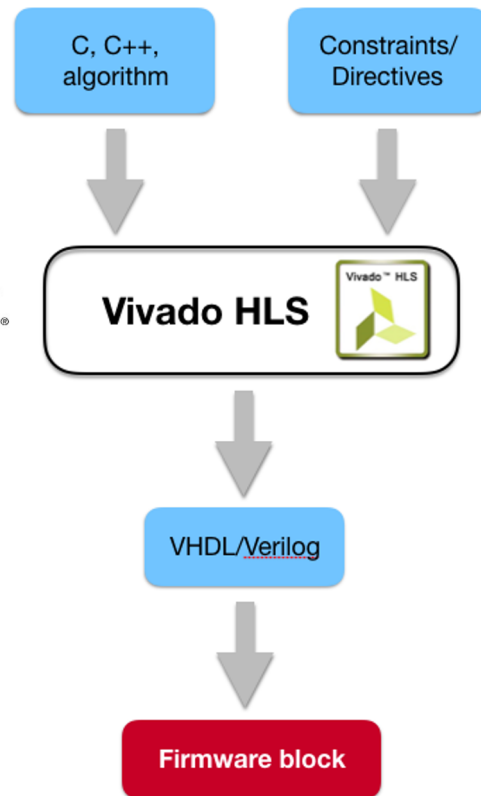 C, C++,
algorithm
Constraints/
Directives
®
Vivado HLS
Vivado™ HLS
VHDL/Verilog
Firmware block